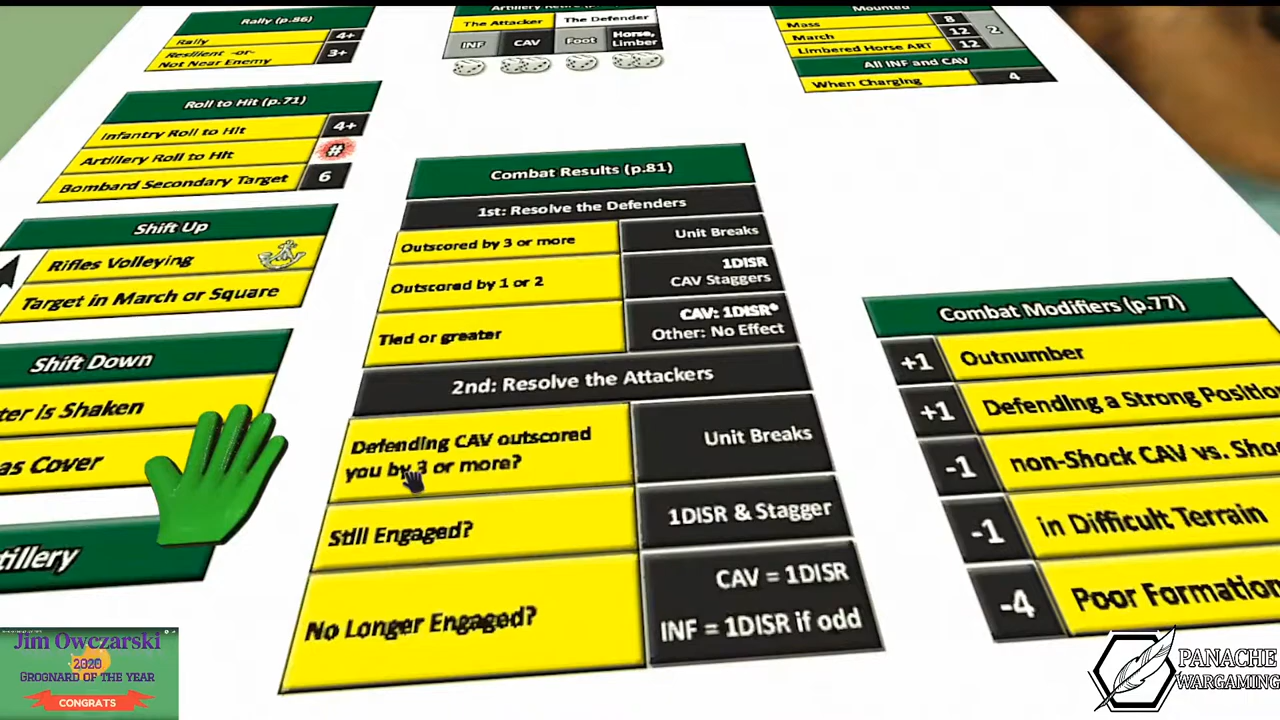 Rally (p.86)
Rally 4+
Resilient -or-
Not Near Enemy 3+
Roll to Hit (p.71)
Infantry Roll to Hit 4+
Artillery Roll to Hit #
Bombard Secondary Target 6
Shift Up
Rifles Volleying
Target in March or Square
Shift Down
is Shaken
Cover
The Attacker The Defender
INF CAV Foot Horse,
Limber
Mounted
Mass 8
March 12 2
Limbered Horse ART 12
All INF and CAV
When Charging 4
Combat Results (p.81)
1st: Resolve the Defenders
Outscored by 3 or more Unit Breaks
Outscored by 1 or 2 1DISR
CAV Staggers
Tied or greater CAV: 1DISR*
Other: No Effect
2nd: Resolve the Attackers
Defending CAV outscored
you by 3 or more? Unit Breaks
Still Engaged? 1DISR & Stagger
No Longer Engaged? CAV = 1DISR
INF = 1DISR if odd
Combat Modifiers (p.77)
+1 Outnumber
+1 Defending a Strong
-1 non-Shock CAV vs.
-1 in Difficult Terrain
-4 Poor Formation
Jim Owczarski
2020
GROGNARD OF THE YEAR
CONGRATS
PANACHE
WARGAMING